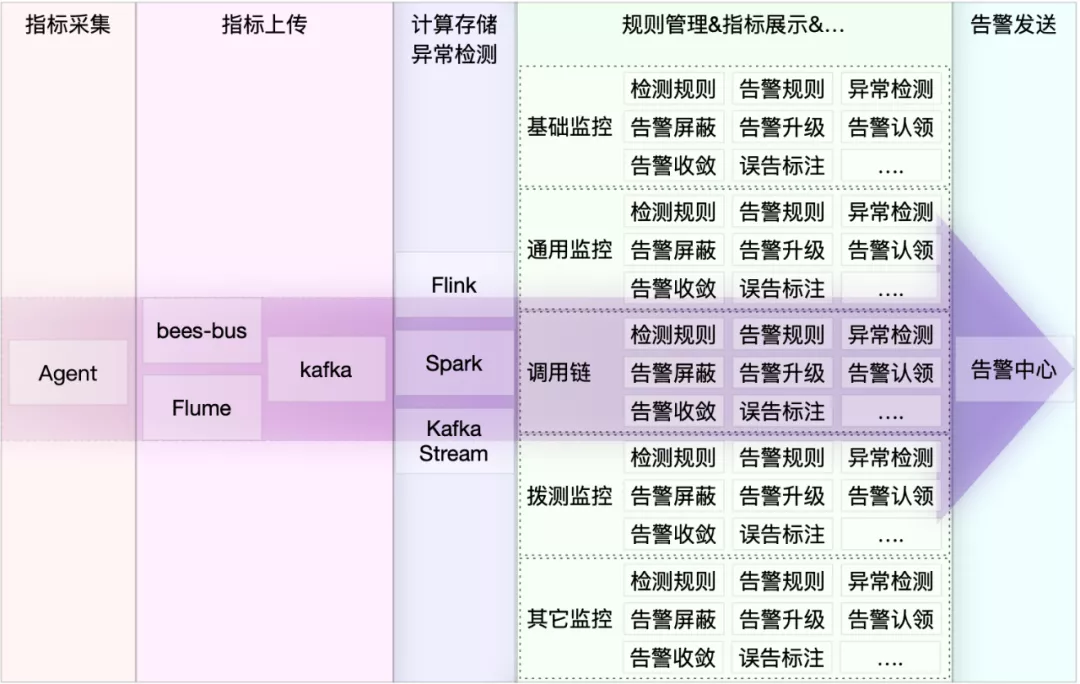 指标采集
指标上传
计算存储
异常检测
规则管理&指标展示&...
告警发送
Agent
bees-bus
Flume
kafka
Flink
Spark
Kafka
Stream
基础监控
检测规则 告警规则 异常检测
告警屏蔽 告警升级 告警认领
告警收敛 误告标注 ....
通用监控
检测规则 告警规则 异常检测
告警屏蔽 告警升级 告警认领
告警收敛 误告标注 ....
调用链
检测规则 告警规则 异常检测
告警屏蔽 告警升级 告警认领
告警收敛 误告标注 ....
拨测监控
检测规则 告警规则 异常检测
告警屏蔽 告警升级 告警认领
告警收敛 误告标注 ....
其它监控
检测规则 告警规则 异常检测
告警屏蔽 告警升级 告警认领
告警收敛 误告标注 ....
告警中心